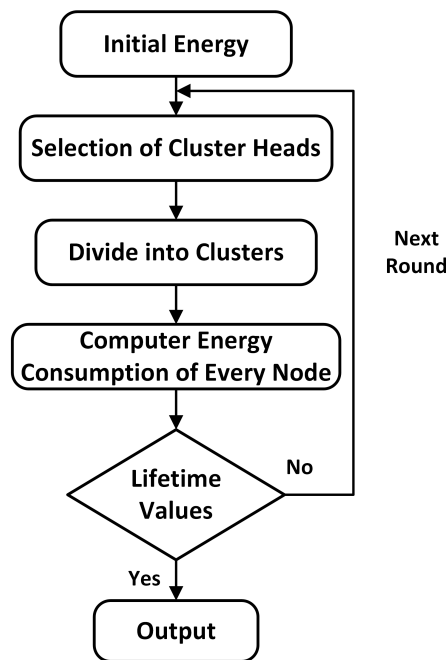 Initial Energy
Selection of Cluster Heads
Divide into Clusters
Next
Round
Computer Energy
Consumption of Every Node
Lifetime
Values
No
Yes
Output